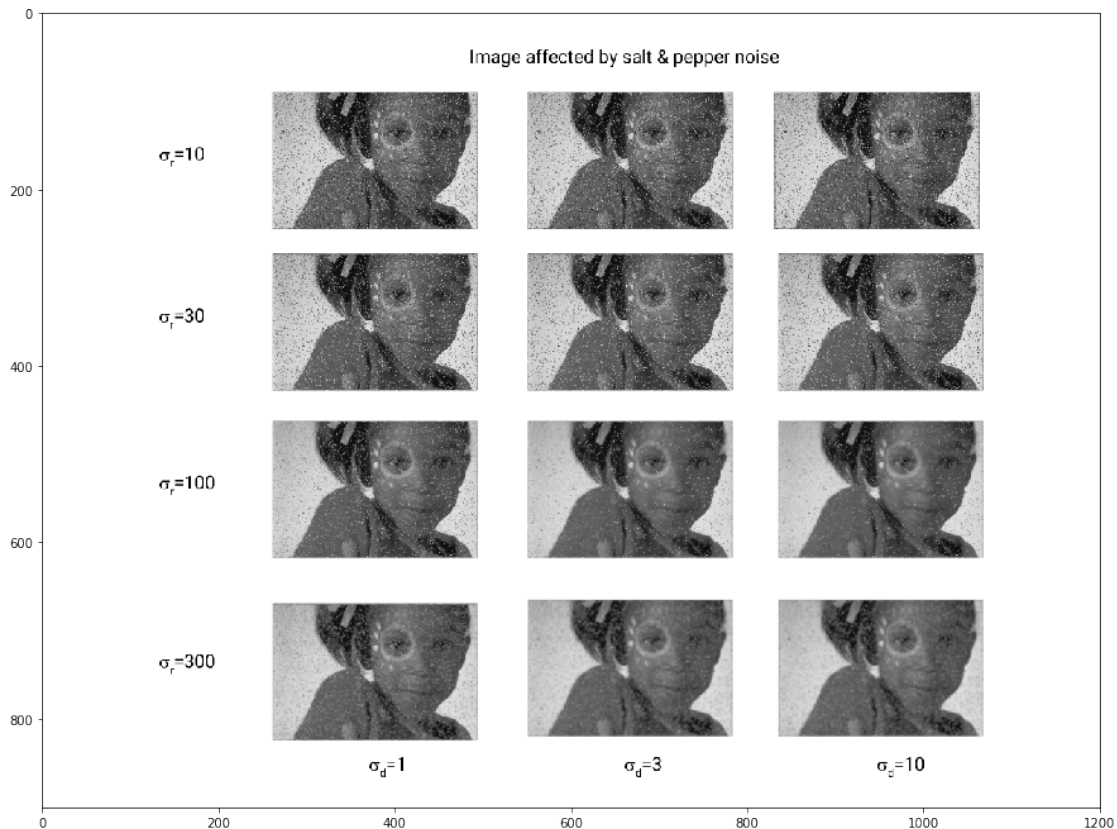 0
Image affected by salt & pepper noise
σr=10
200
σr=30
400
σr=100
600
σr=300
800
σd=1 σd=3 σd=10
0 200 400 600 800 1000 1200